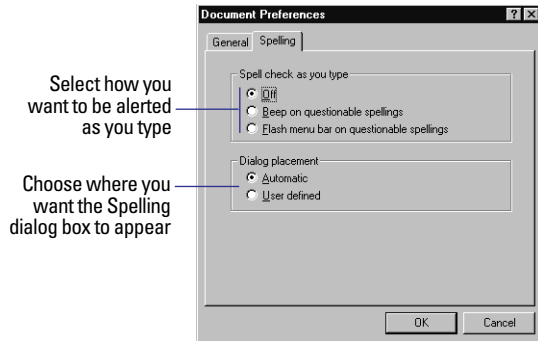 Document Preferences
General Spelling
Select how you
want to be alerted
as you type
Spell check as you type
Off
Beep on questionable spellings
Flash menu bar on questionable spellings
Choose where you
want the Spelling
dialog box to appear
Dialog placement
Automatic
User defined
OK Cancel